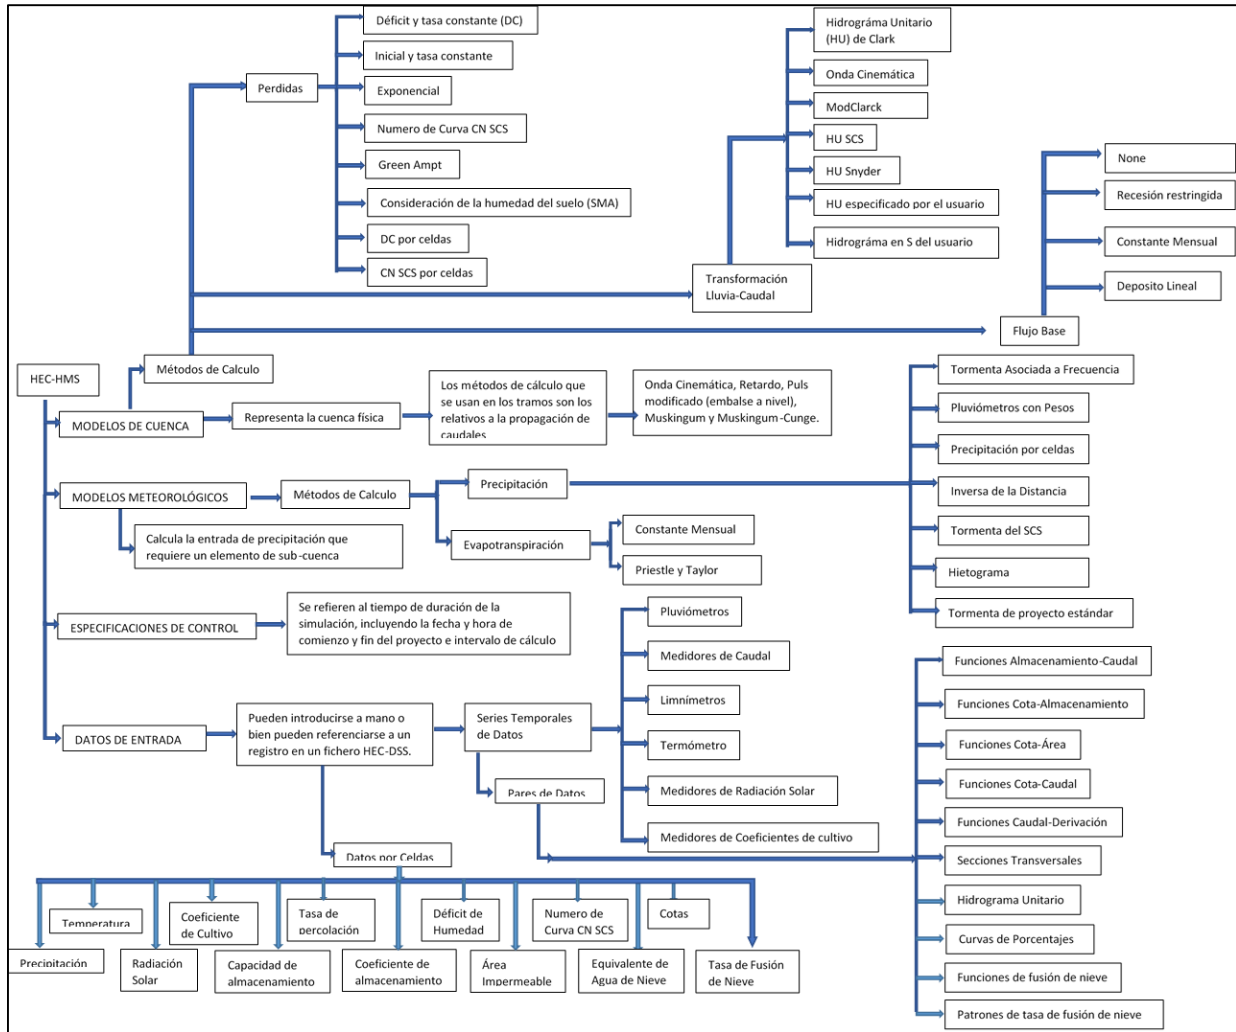 Déficit y tasa constante (DC)
Inicial y tasa constante
Perdidas
Exponencial
Numero de Curva CN SCS
Green Ampt
Consideración de la humedad del suelo (SMA)
DC por celdas
CN SCS por celdas
Hidrográma Unitario
(HU) de Clark
Onda Cinemática
ModClarck
HU SCS
HU Snyder
HU especificado por el usuario
Hidrográma en S del usuario
Transformación
Lluvia-Caudal
None
Recesión restringida
Constante Mensual
Deposito Lineal
Flujo Base
HEC-HMS
Métodos de Calculo
MODELOS DE CUENCA
Representa la cuenca física
Los métodos de cálculo que
se usan en los tramos son los
relativos a la propagación de
caudales
Onda Cinemática, Retardo, Puls
modificado (embalse a nivel),
Muskingum y Muskingum-Cunge.
MODELOS METEOROLÓGICOS
Métodos de Calculo
Precipitación
Calcula la entrada de precipitación que
requiere un elemento de sub-cuenca
Evapotranspiración
Constante Mensual
Priestle y Taylor
Tormenta Asociada a Frecuencia
Pluviómetros con Pesos
Precipitación por celdas
Inversa de la Distancia
Tormenta del SCS
Hietograma
Tormenta de proyecto estándar
ESPECIFICACIONES DE CONTROL
Se refieren al tiempo de duración de la
simulación, incluyendo la fecha y hora de
comienzo y fin del proyecto e intervalo de cálculo
DATOS DE ENTRADA
Pueden introducirse a mano o
bien pueden referenciarse a un
registro en un fichero HEC-DSS.
Series Temporales
de Datos
Pares de Datos
Pluviómetros
Medidores de Caudal
Limnímetros
Termómetro
Medidores de Radiación Solar
Medidores de Coeficientes de cultivo
Funciones Almacenamiento-Caudal
Funciones Cota-Almacenamiento
Funciones Cota-Área
Funciones Cota-Caudal
Funciones Caudal-Derivación
Secciones Transversales
Hidrograma Unitario
Curvas de Porcentajes
Funciones de fusión de nieve
Patrones de tasa de fusión de nieve
Datos por Celdas
Temperatura
Coeficiente
de Cultivo
Tasa de
percolación
Déficit de
Humedad
Numero de
Curva CN SCS
Cotas
Precipitación
Radiación
Solar
Capacidad de
almacenamiento
Coeficiente de
almacenamiento
Área
Impermeable
Equivalente de
Agua de Nieve
Tasa de Fusión
de Nieve